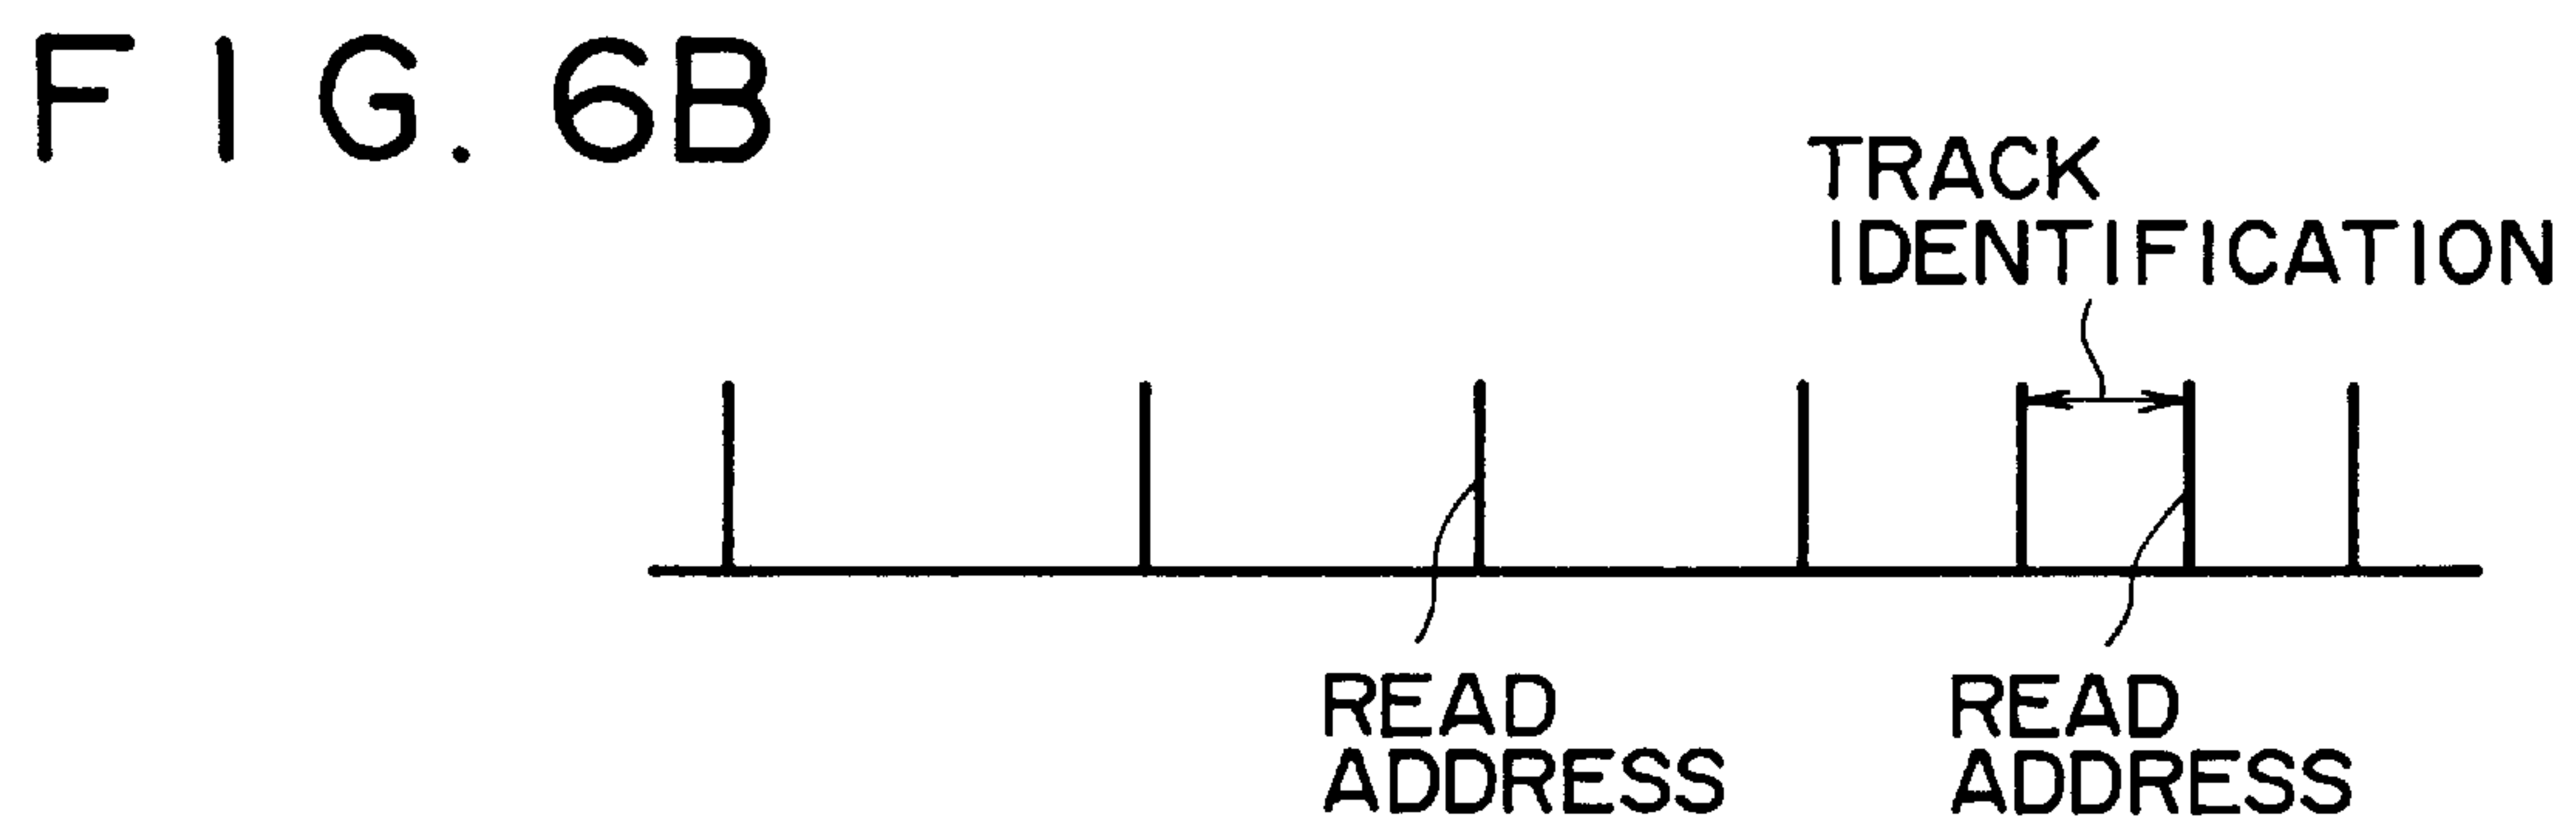 FIG. 6B
TRACK
IDENTIFICATION
READ
ADDRESS
READ
ADDRESS